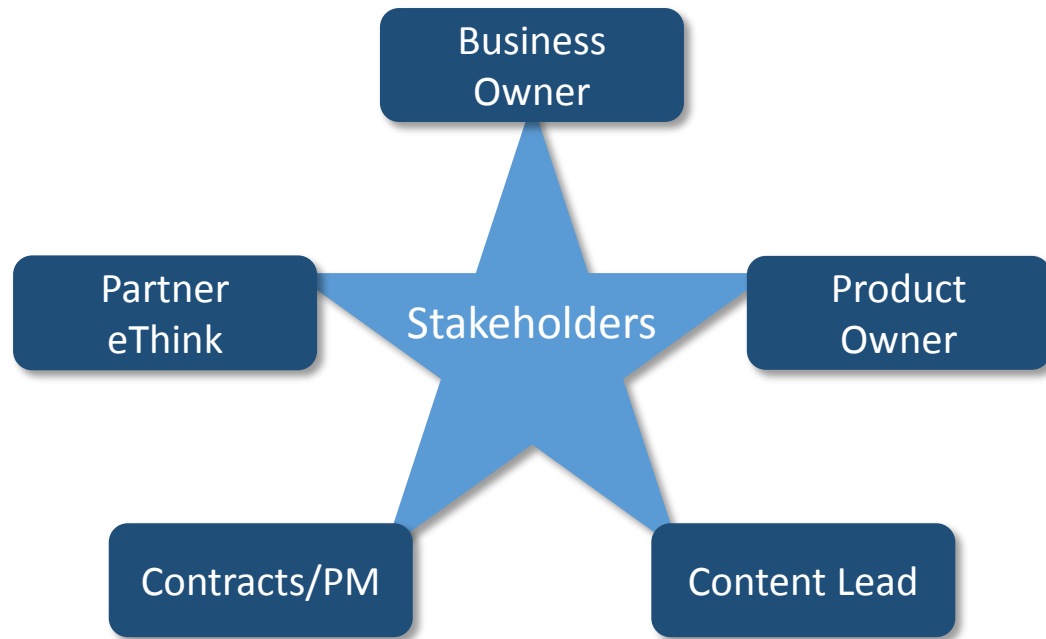 Business
Owner
Partner
eThink
Stakeholders
Product
Owner
Contracts/PM
Content Lead